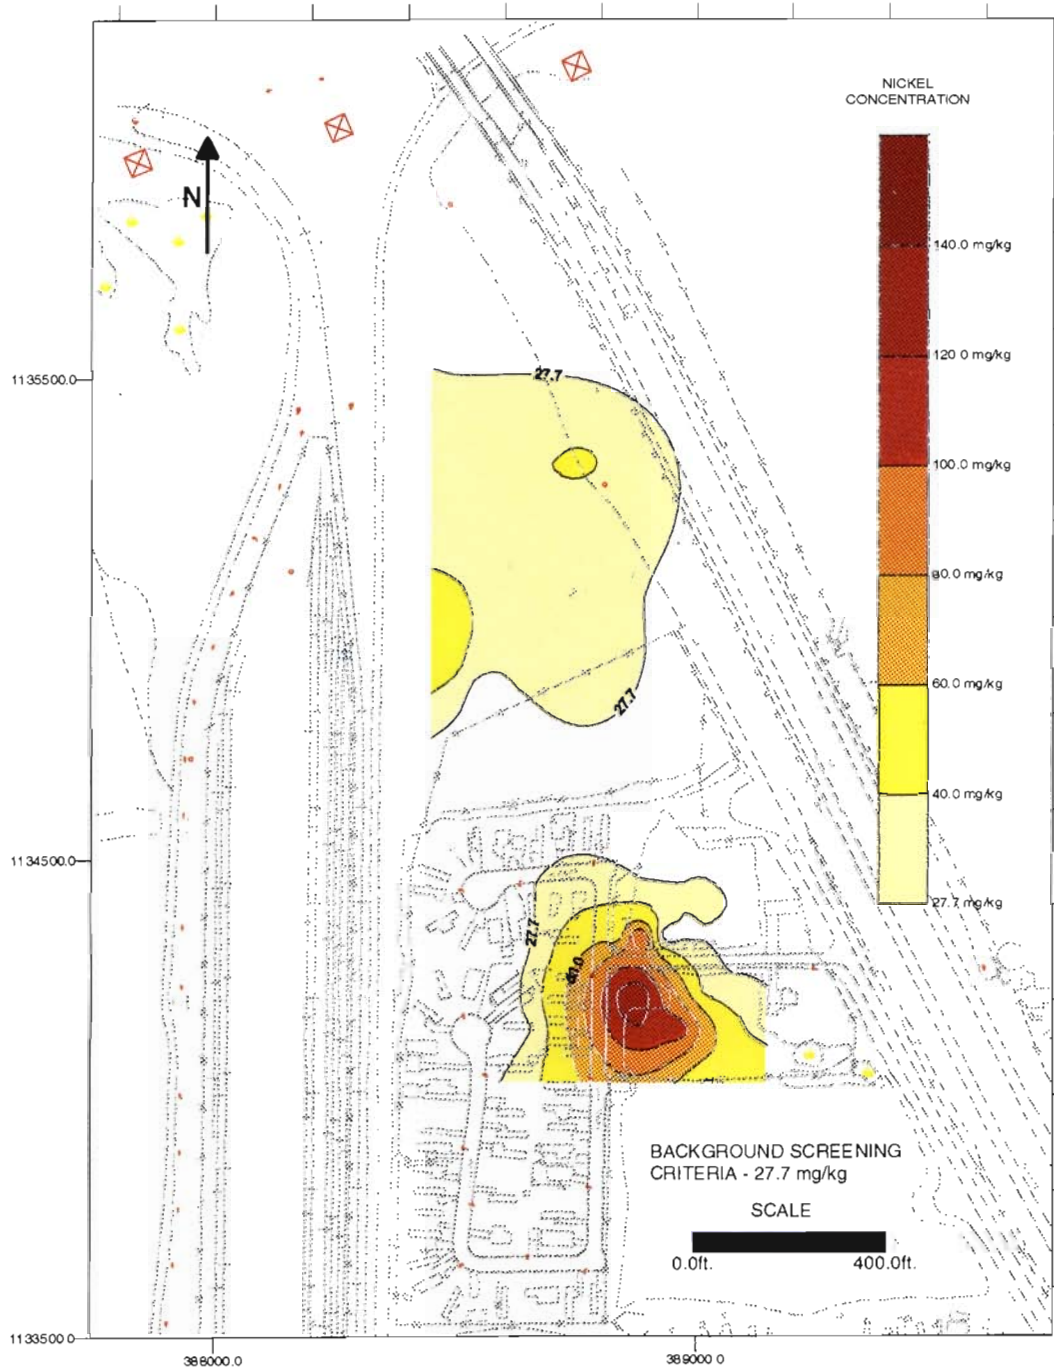 NICKEL
CONCENTRATION
N
140.0 mg/kg
27.7
1135500.0
120 0 mg/kg
100.0 mg/kg
80.0 mg/kg
60.0 mg/kg
27.7
40.0 mg/kg
1134500.0
27.7 mg/kg
27.7
60.0
BACKGROUND SCREENING
CRITERIA - 27.7 mg/kg
SCALE
0.0ft.
400.0ft.
1133500 0
388000.0
389000 0